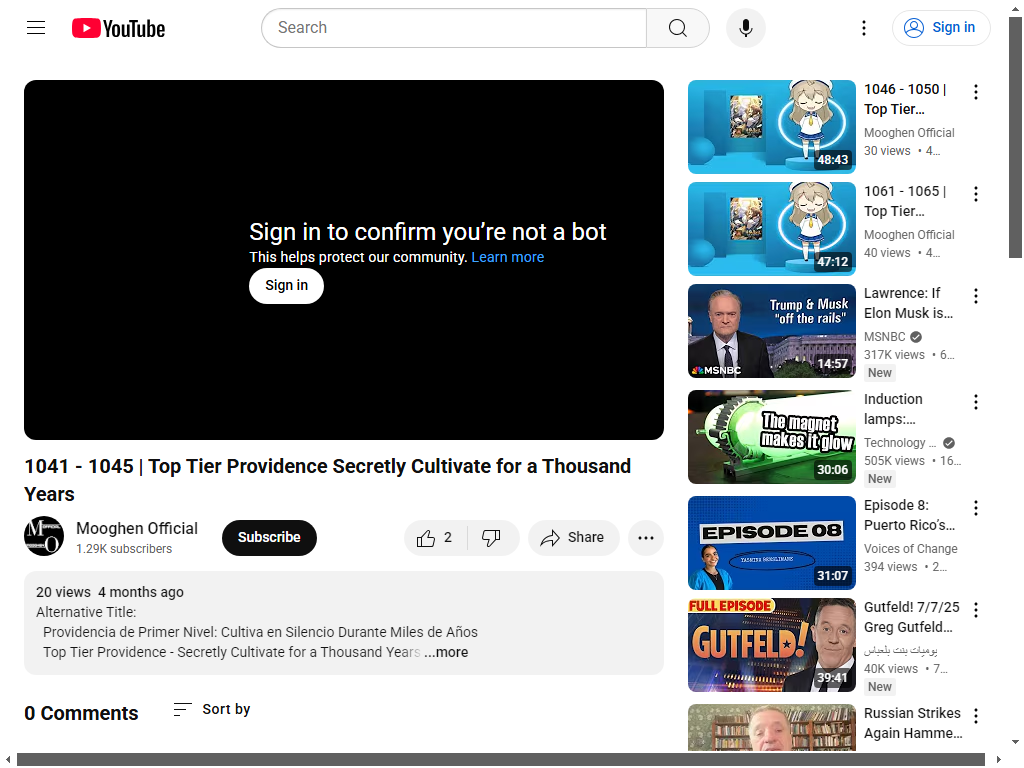 YouTube
Search
Sign in
Sign in to confirm you’re not a bot
This helps protect our community. Learn more
Sign in
1041 - 1045 | Top Tier Providence Secretly Cultivate for a Thousand
Years
Mooghen Official
1.29K subscribers
Subscribe
2
Share
20 views 4 months ago
Alternative Title:
Providencia de Primer Nivel: Cultiva en Silencio Durante Miles de Años
Top Tier Providence - Secretly Cultivate for a Thousand Years ...more
0 Comments
Sort by
48:43
1046 - 1050 |
Top Tier…
Mooghen Official
30 views • 4…
47:12
1061 - 1065 |
Top Tier…
Mooghen Official
40 views • 4…
Trump & Musk
"off the rails"
MSNBC
14:57
Lawrence: If
Elon Musk is…
MSNBC
317K views • 6…
New
The magnet
makes it glow
30:06
Induction
lamps:…
Technology …
505K views • 16…
New
EPISODE 08
31:07
Episode 8:
Puerto Rico’s…
Voices of Change
394 views • 2…
FULL EPISODE
GUTFELD!
39:41
Gutfeld! 7/7/25
Greg Gutfeld…
يوميات بنت بلعباس
40K views • 7…
New
Russian Strikes
Again Hamme…